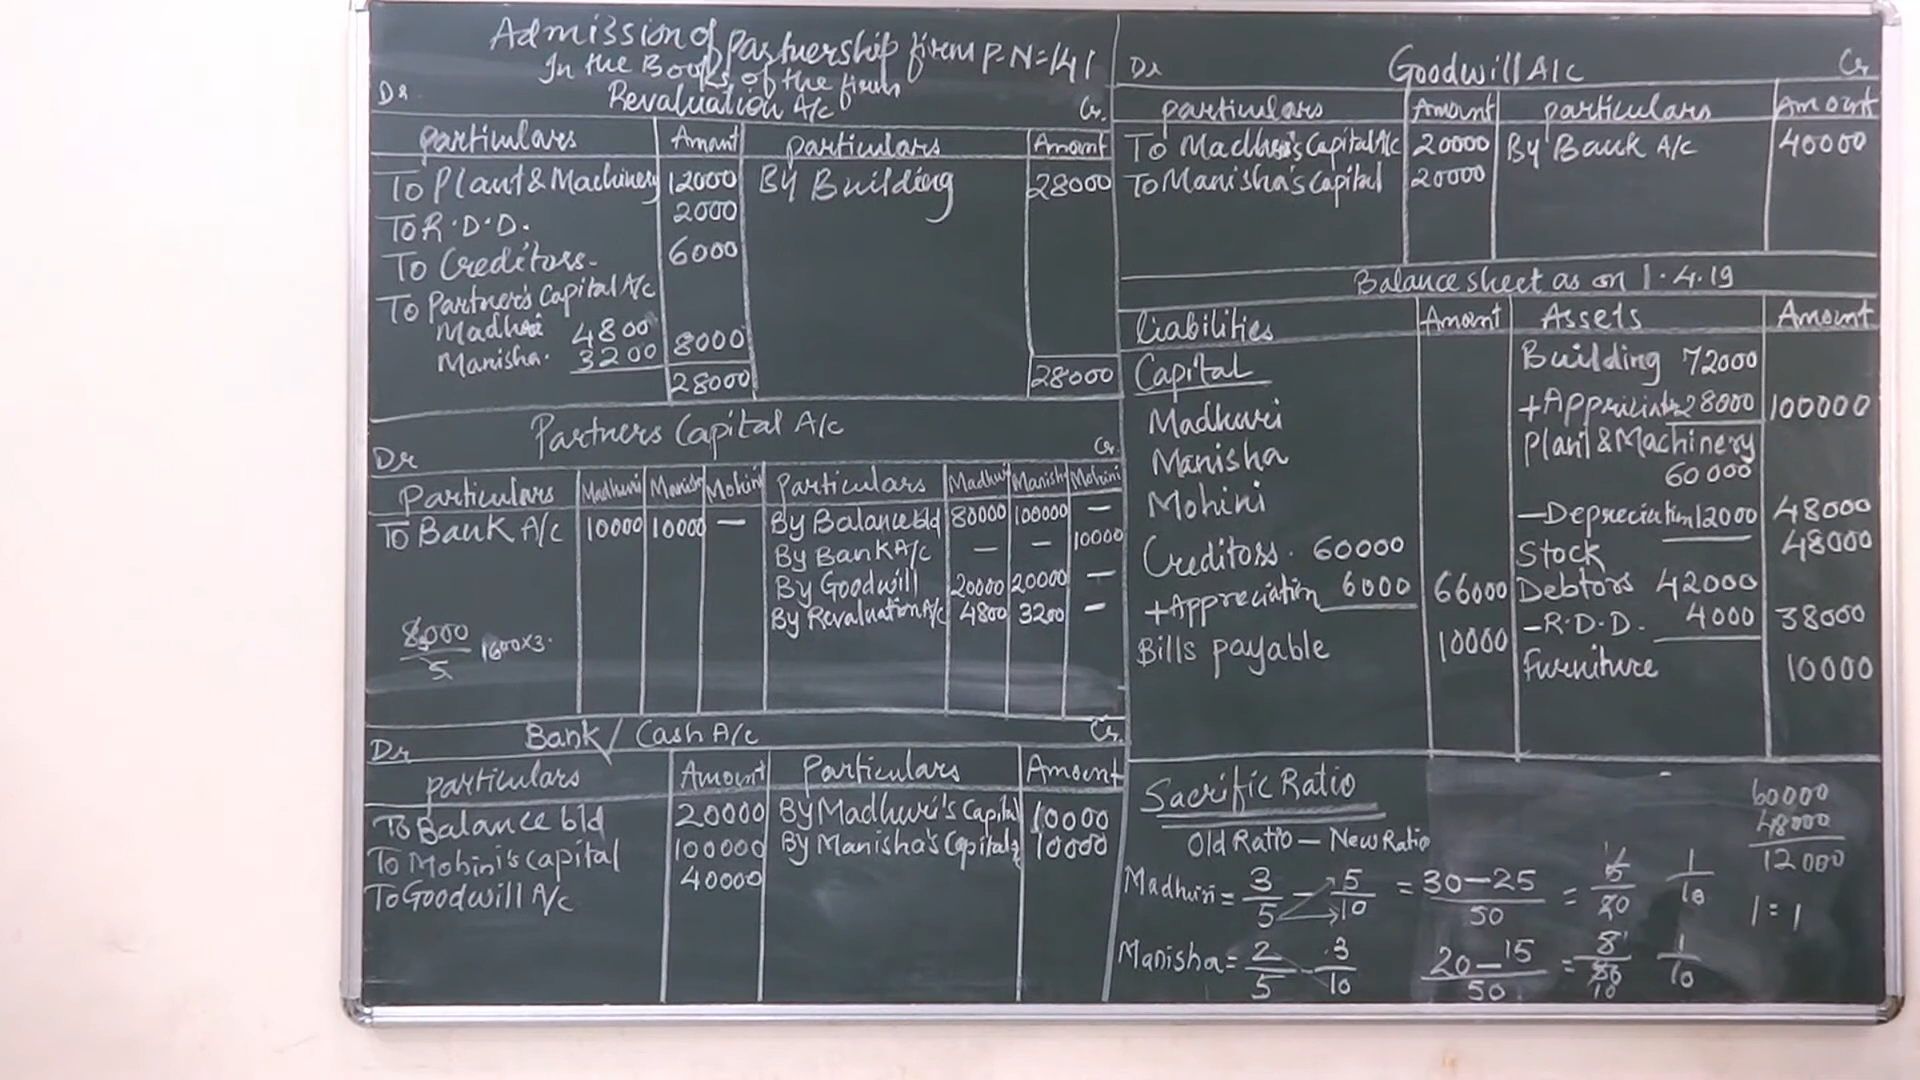 Admission of partnership firm P.N=141
In the Books of the firm
Dr Revaluation A/c Cr.
particulars Amount particulars Amount
To Plant & Machinery 12000 By Building 28000
To R.D.D. 2000
To Creditors 6000
To Partner's Capital A/c
Madhuri 4800
Manisha. 3200 8000
28000 28000
Partners Capital A/c
Dr Cr.
Particulars Madhuri Manisha Mohini Particulars Madhuri Manisha Mohini
To Bank A/c 10000 10000 — By Balance b/d 80000 100000 —
By Bank A/c — — 10000
By Goodwill 20000 20000 —
By Revaluation A/c 4800 3200 —
8000
5
1600×3.
Dr Bank/Cash A/c Cr.
particulars Amount Particulars Amount
To Balance b/d 20000 By Madhuri's Capital 10000
To Mohini's Capital 100000 By Manisha's Capital 10000
To Goodwill A/c 40000
Dr Goodwill A/c Cr
particulars Amount particulars Amount
To Madhuri's Capital A/c 20000 By Bank A/c 40000
To Manisha's Capital 20000
Balance sheet as on 1.4.19
Liabilities Amount Assets Amount
Capital Building 72000
Madhuri +Appriciate 28000 100000
Manisha Plant & Machinery
60000
Mohini —Depreciation 12000 48000
Creditors. 60000 Stock 48000
+Appreciation 6000 66000 Debtors 42000
—R.D.D. 4000 38000
Bills payable 10000 Furniture 10000
Sacrific Ratio
Old Ratio — New Ratio
Madhuri = 3/5 — 5/10 = 30—25/50 = 5/50 1/10
Manisha = 2/5 3/10 20—15/50 = 1/10
60000
48000
12000
1=1